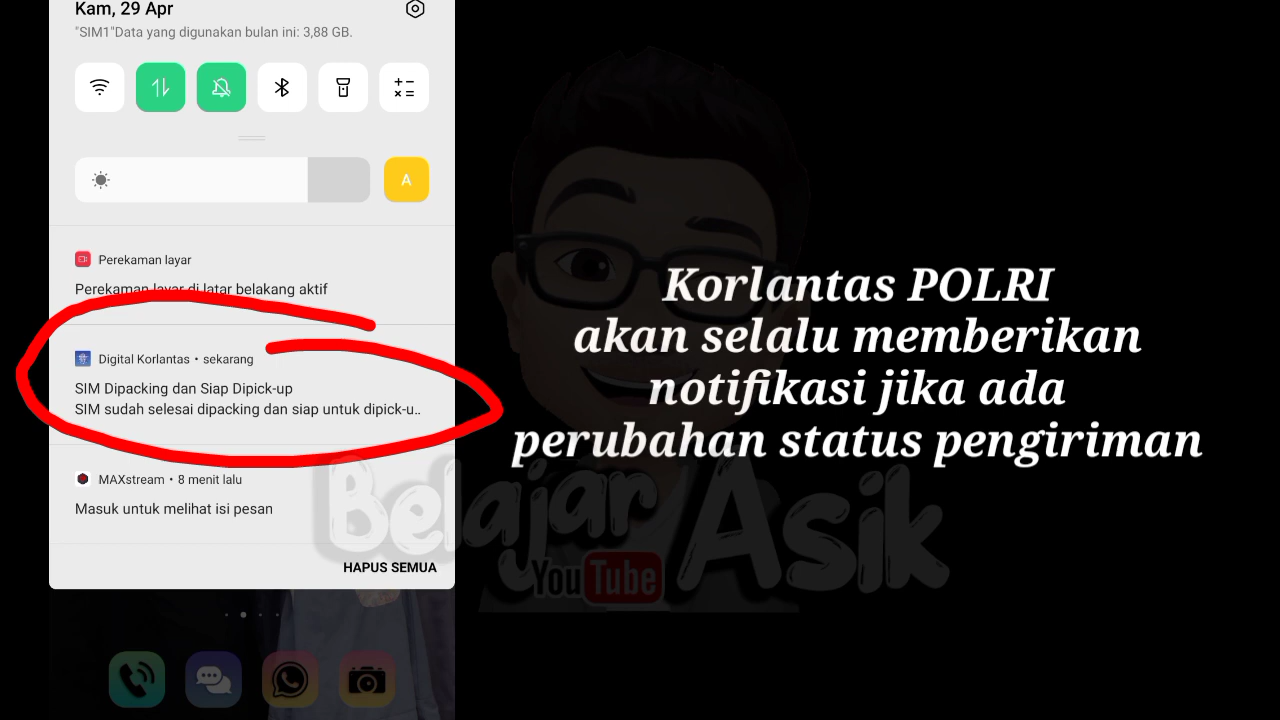 Kam, 29 Apr
"SIM1"Data yang digunakan bulan ini: 3,88 GB.
A
Perekaman layar
Perekaman layar di latar belakang aktif
Digital Korlantas • sekarang
SIM Dipacking dan Siap Dipick-up
SIM sudah selesai dipacking dan siap untuk dipick-u..
MAXstream • 8 menit lalu
Masuk untuk melihat isi pesan
HAPUS SEMUA
Korlantas POLRI
akan selalu memberikan
notifikasi jika ada
perubahan status pengiriman
Belajar Asik
YouTube